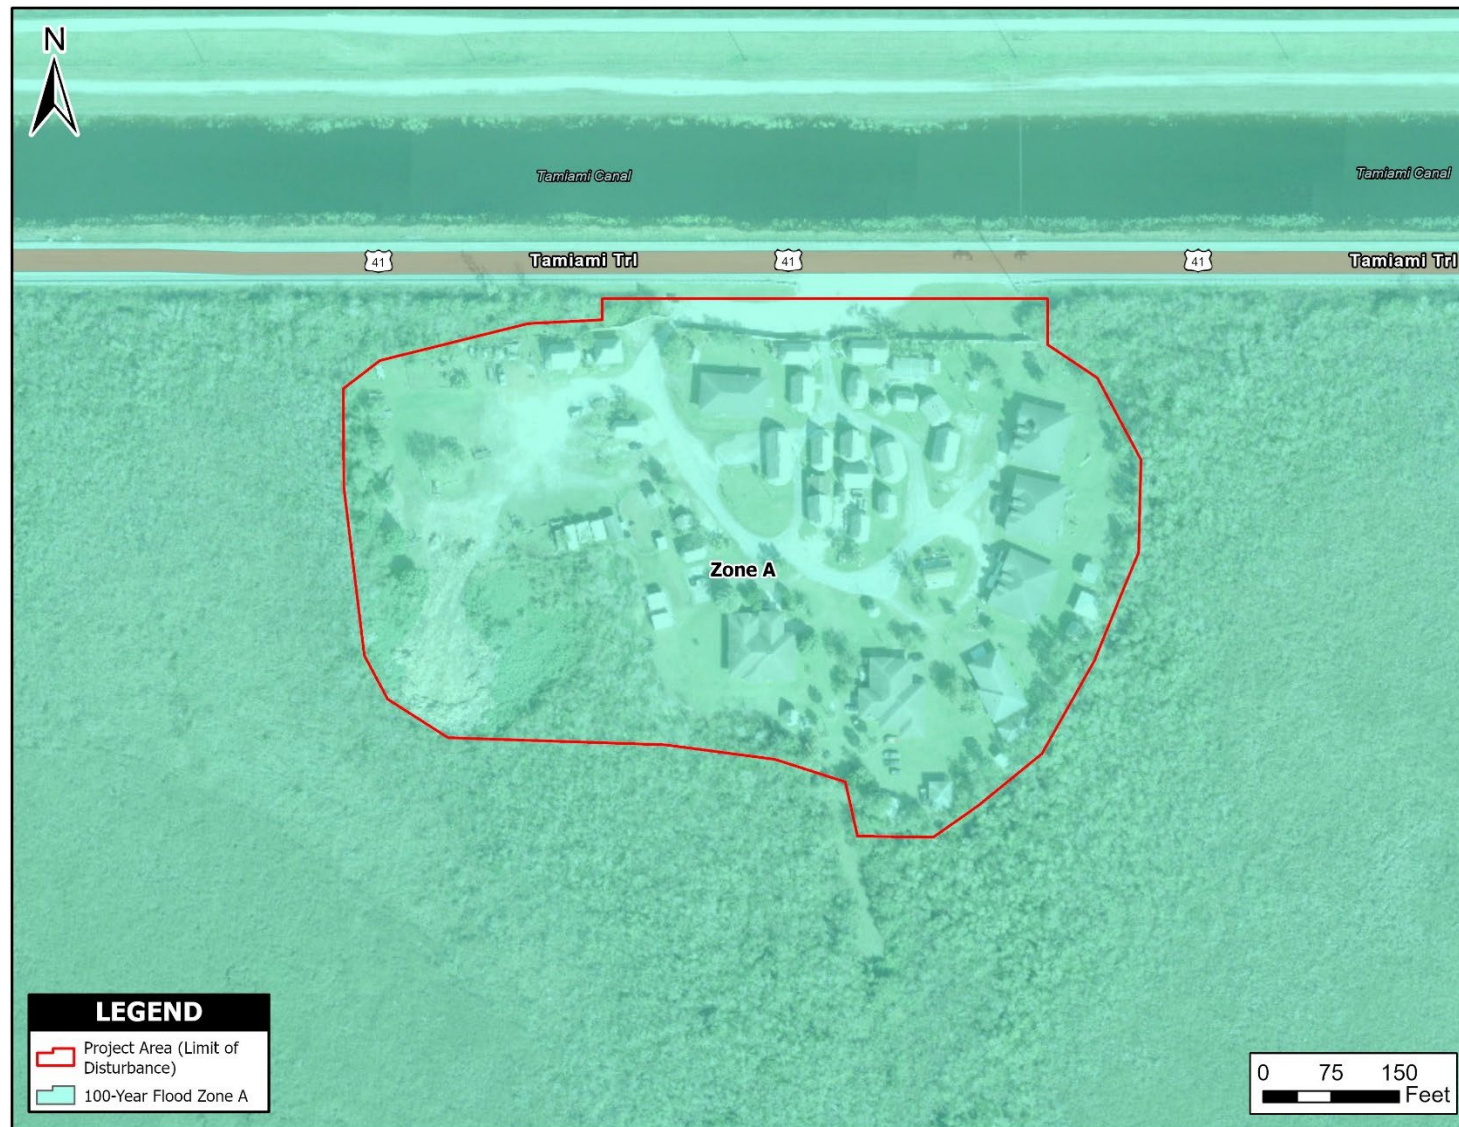 N
Tamiami Canal
Tamiami Canal
41
Tamiami Trl
41
41
Tamiami Trl
Zone A
LEGEND
Project Area (Limit of
Disturbance)
100-Year Flood Zone A
0 75 150
Feet